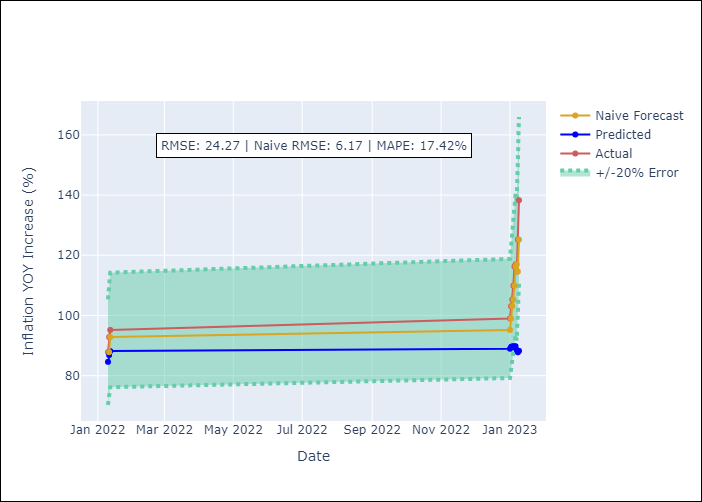 RMSE: 24.27 | Naive RMSE: 6.17 | MAPE: 17.42%
Naive Forecast
Predicted
Actual
+/-20% Error
Inflation YOY Increase (%)
160
140
120
100
80
Jan 2022 Mar 2022 May 2022 Jul 2022 Sep 2022 Nov 2022 Jan 2023
Date